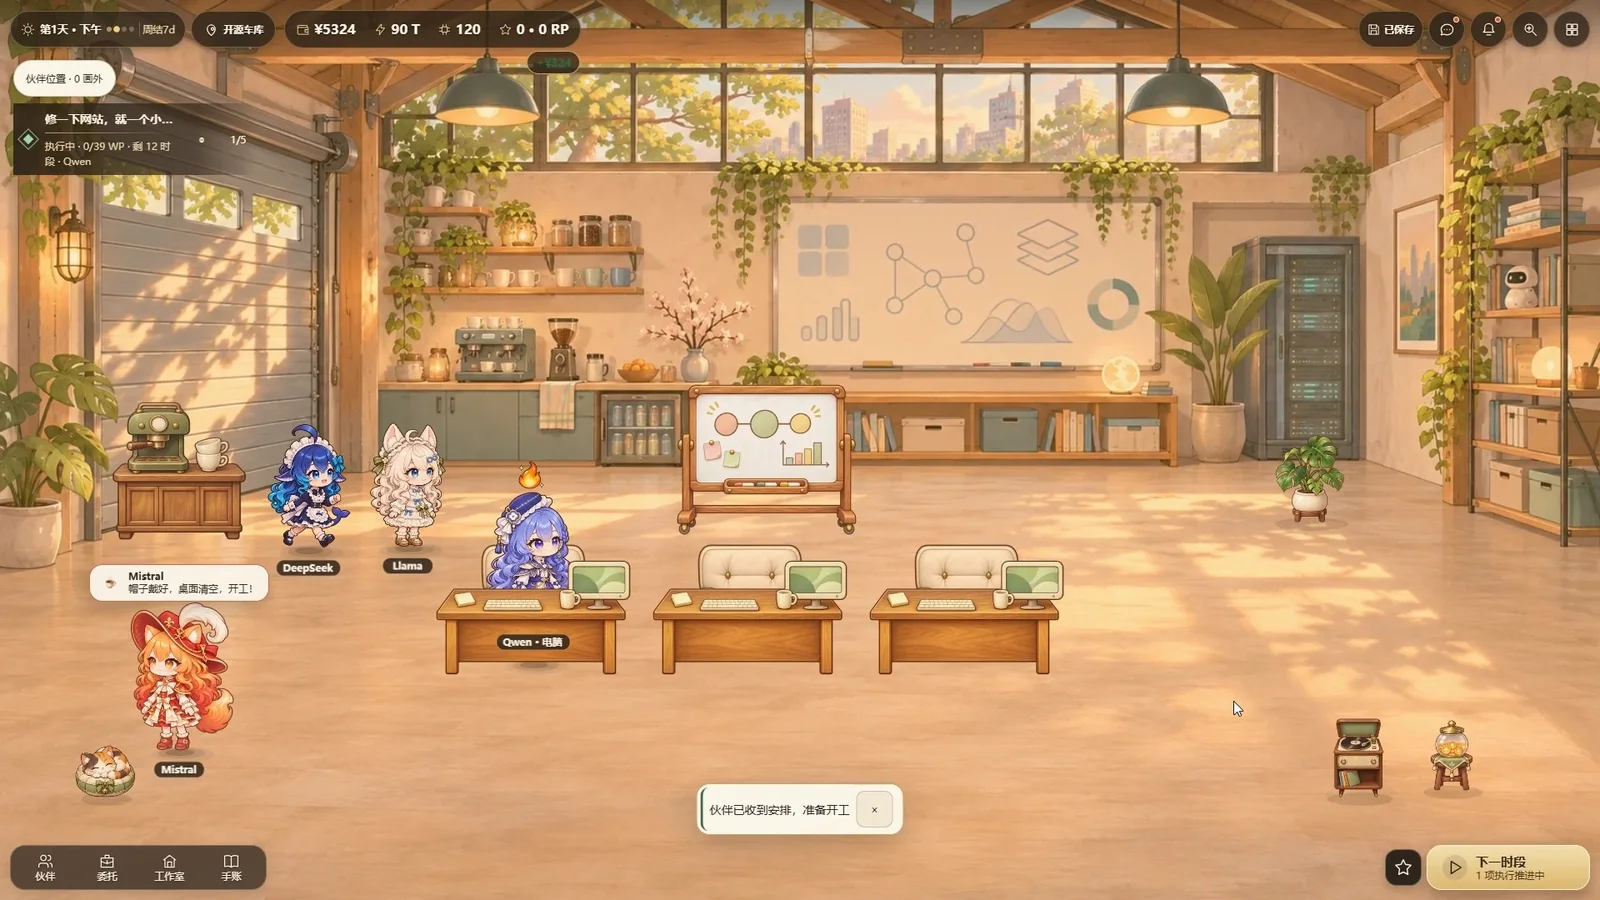 第1天 • 下午
周结7d
开源车库
¥5324
90 T
120
0 • 0 RP
已保存
+¥324
伙伴位置 · 0 画外
修一下网站，就一个小...
执行中 · 0/39 WP · 剩 12 时
段 · Qwen
1/5
DeepSeek
Llama
Mistral
帽子戴好，桌面清空，开工！
Qwen • 电脑
Mistral
伙伴已收到安排，准备开工
×
伙伴
委托
工作室
手账
下一时段
1 项执行推进中